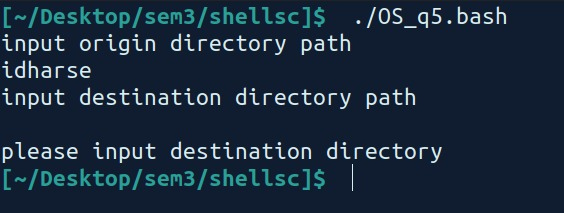 [~/Desktop/sem3/shellsc]$ ./OS_q5.bash
input origin directory path
idharse
input destination directory path
please input destination directory
[~/Desktop/sem3/shellsc]$